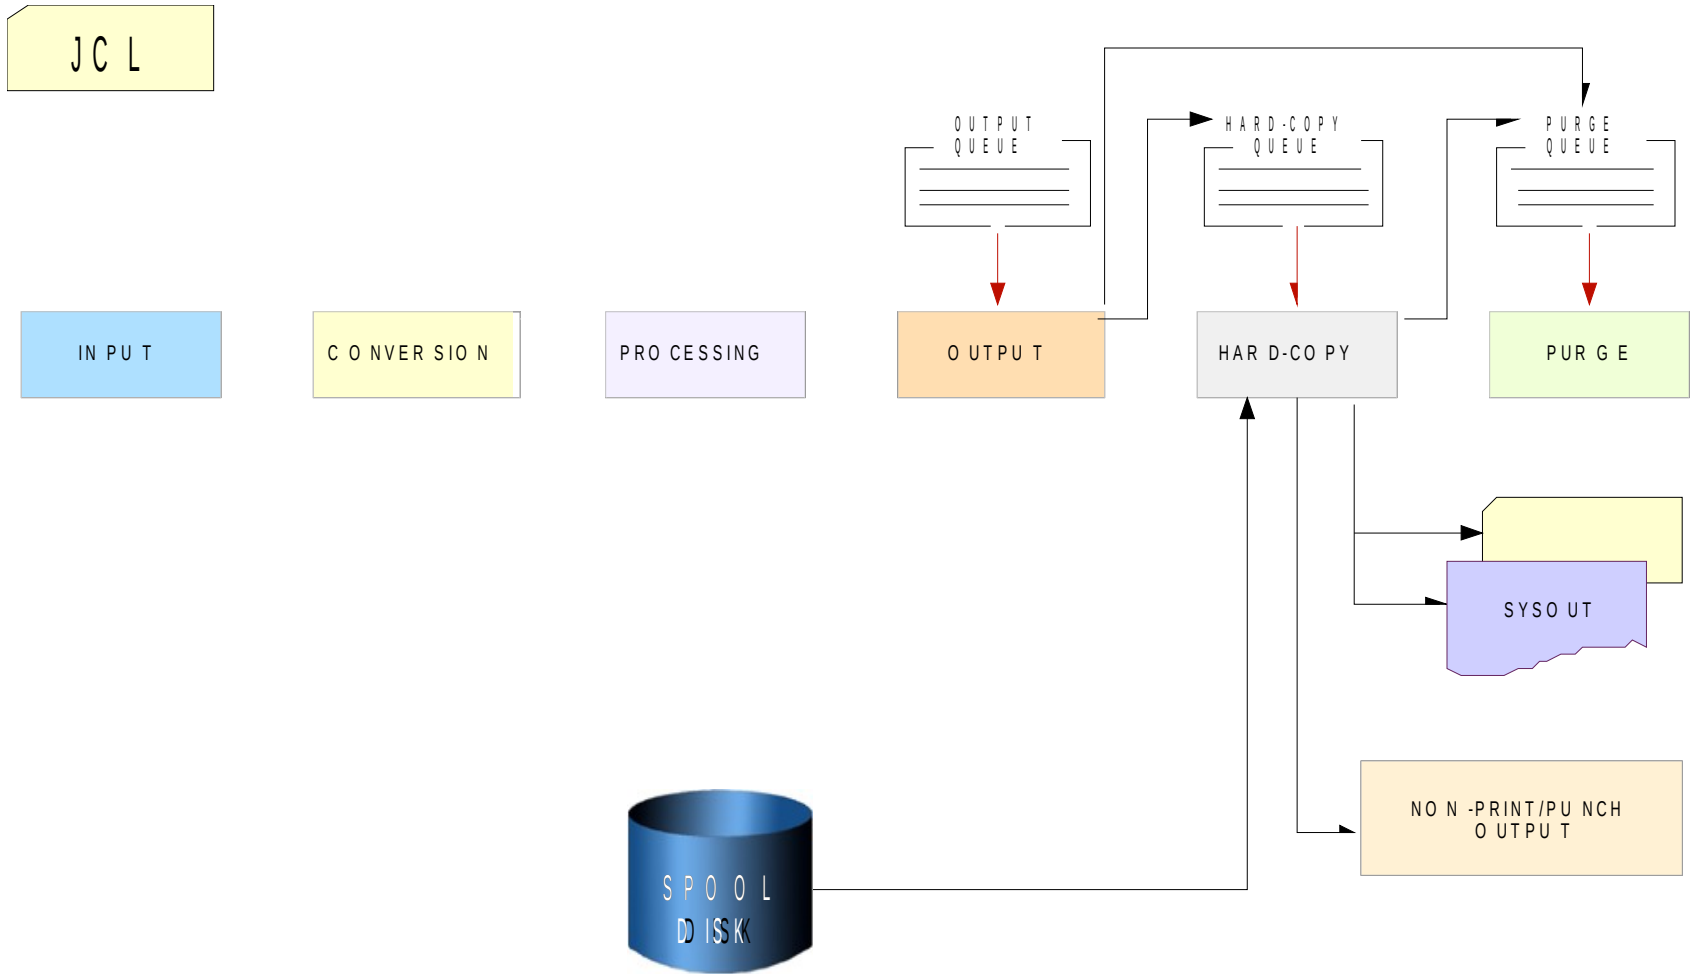 JCL
OUTPUT
QUEUE
HARD-COPY
QUEUE
PURGE
QUEUE
INPUT
CONVERSION
PROCESSING
OUTPUT
HARD-COPY
PURGE
SYSOUT
NON-PRINT/PUNCH
OUTPUT
SPOOL
DISK